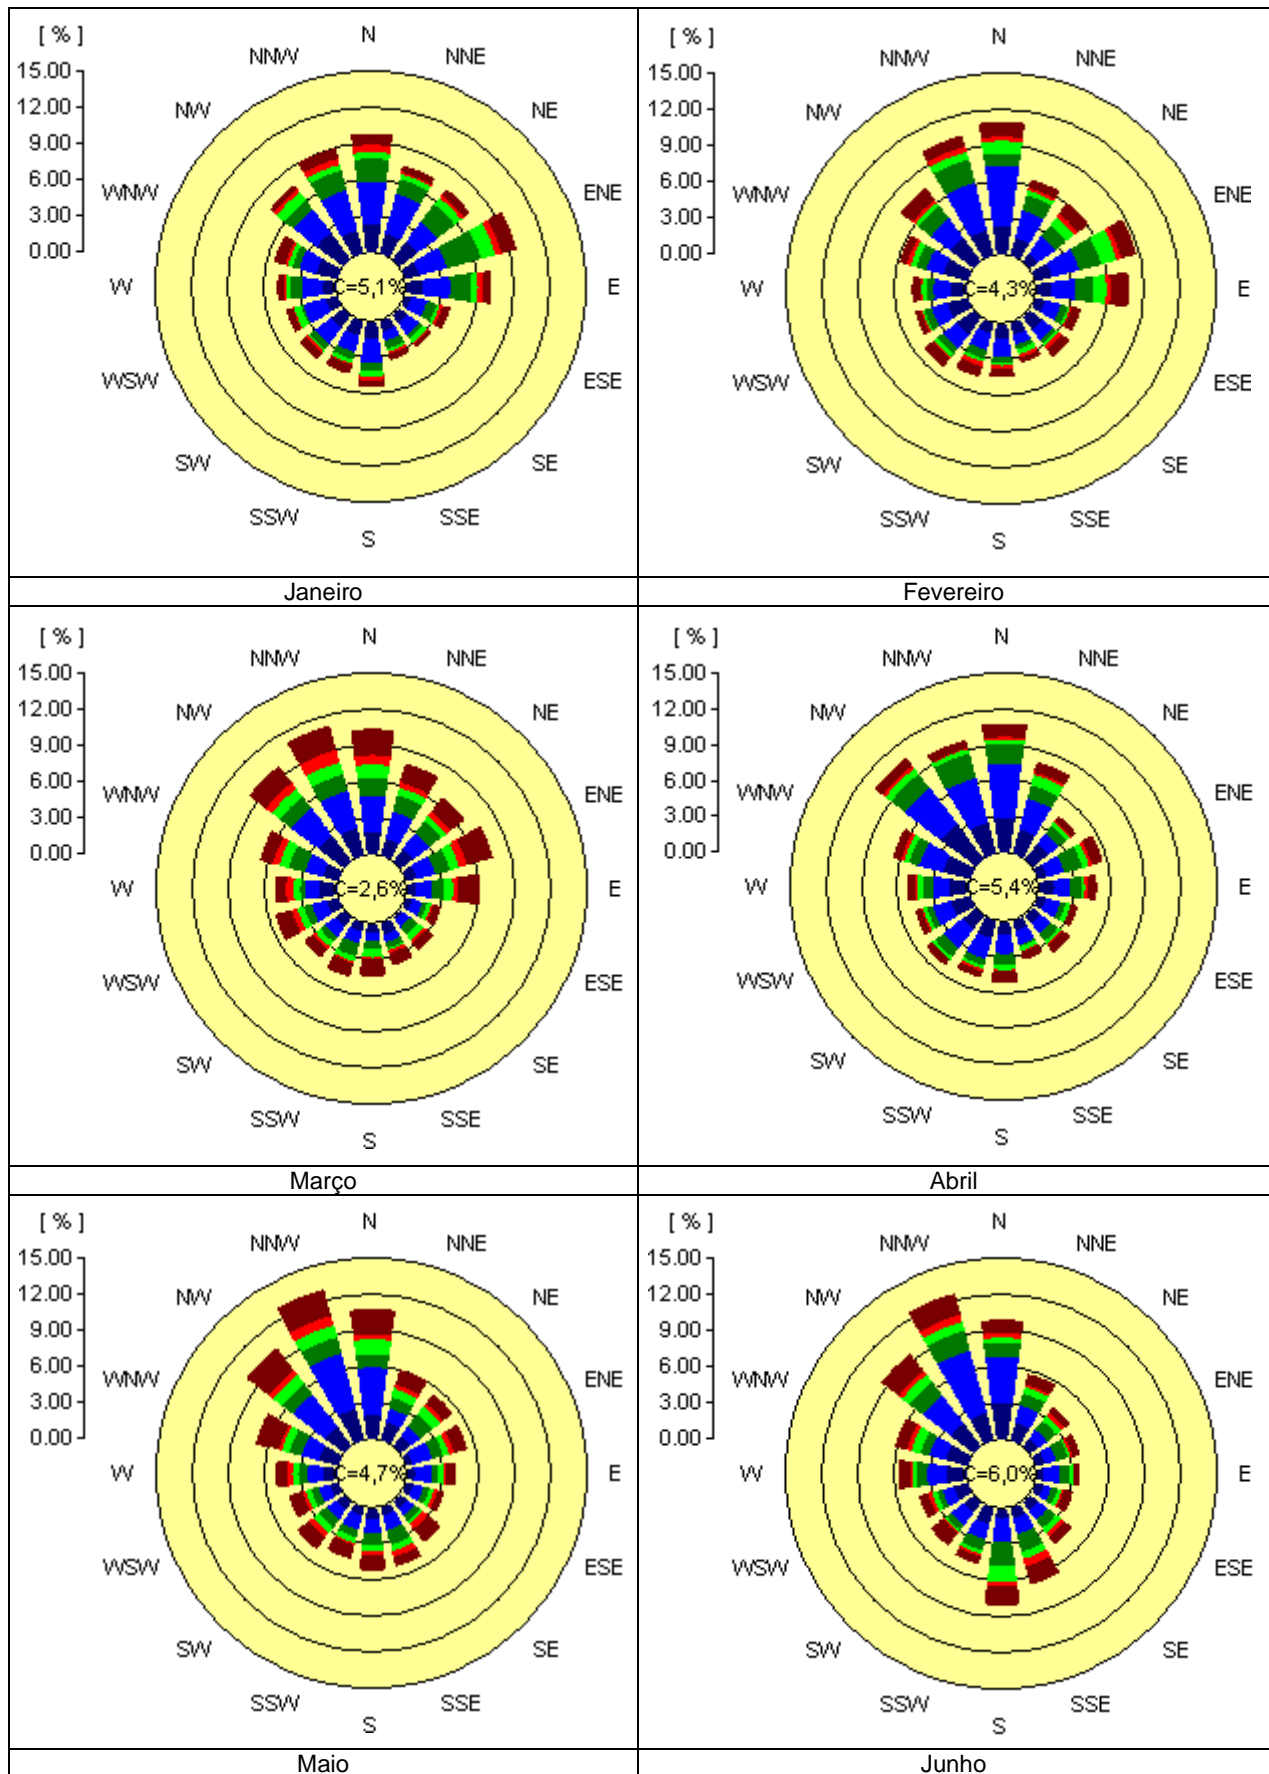 [ % ]
15.00
12.00
9.00
6.00
3.00
0.00
N
NNE
NE
ENE
E
ESE
SE
SSE
S
SSW
SW
WSW
W
WNW
NW
NNW
C=5,1%
Janeiro
[ % ]
15.00
12.00
9.00
6.00
3.00
0.00
N
NNE
NE
ENE
E
ESE
SE
SSE
S
SSW
SW
WSW
W
WNW
NW
NNW
C=4,3%
Fevereiro
[ % ]
15.00
12.00
9.00
6.00
3.00
0.00
N
NNE
NE
ENE
E
ESE
SE
SSE
S
SSW
SW
WSW
W
WNW
NW
NNW
C=2,6%
Março
[ % ]
15.00
12.00
9.00
6.00
3.00
0.00
N
NNE
NE
ENE
E
ESE
SE
SSE
S
SSW
SW
WSW
W
WNW
NW
NNW
C=5,4%
Abril
[ % ]
15.00
12.00
9.00
6.00
3.00
0.00
N
NNE
NE
ENE
E
ESE
SE
SSE
S
SSW
SW
WSW
W
WNW
NW
NNW
C=4,7%
Maio
[ % ]
15.00
12.00
9.00
6.00
3.00
0.00
N
NNE
NE
ENE
E
ESE
SE
SSE
S
SSW
SW
WSW
W
WNW
NW
NNW
C=6,0%
Junho